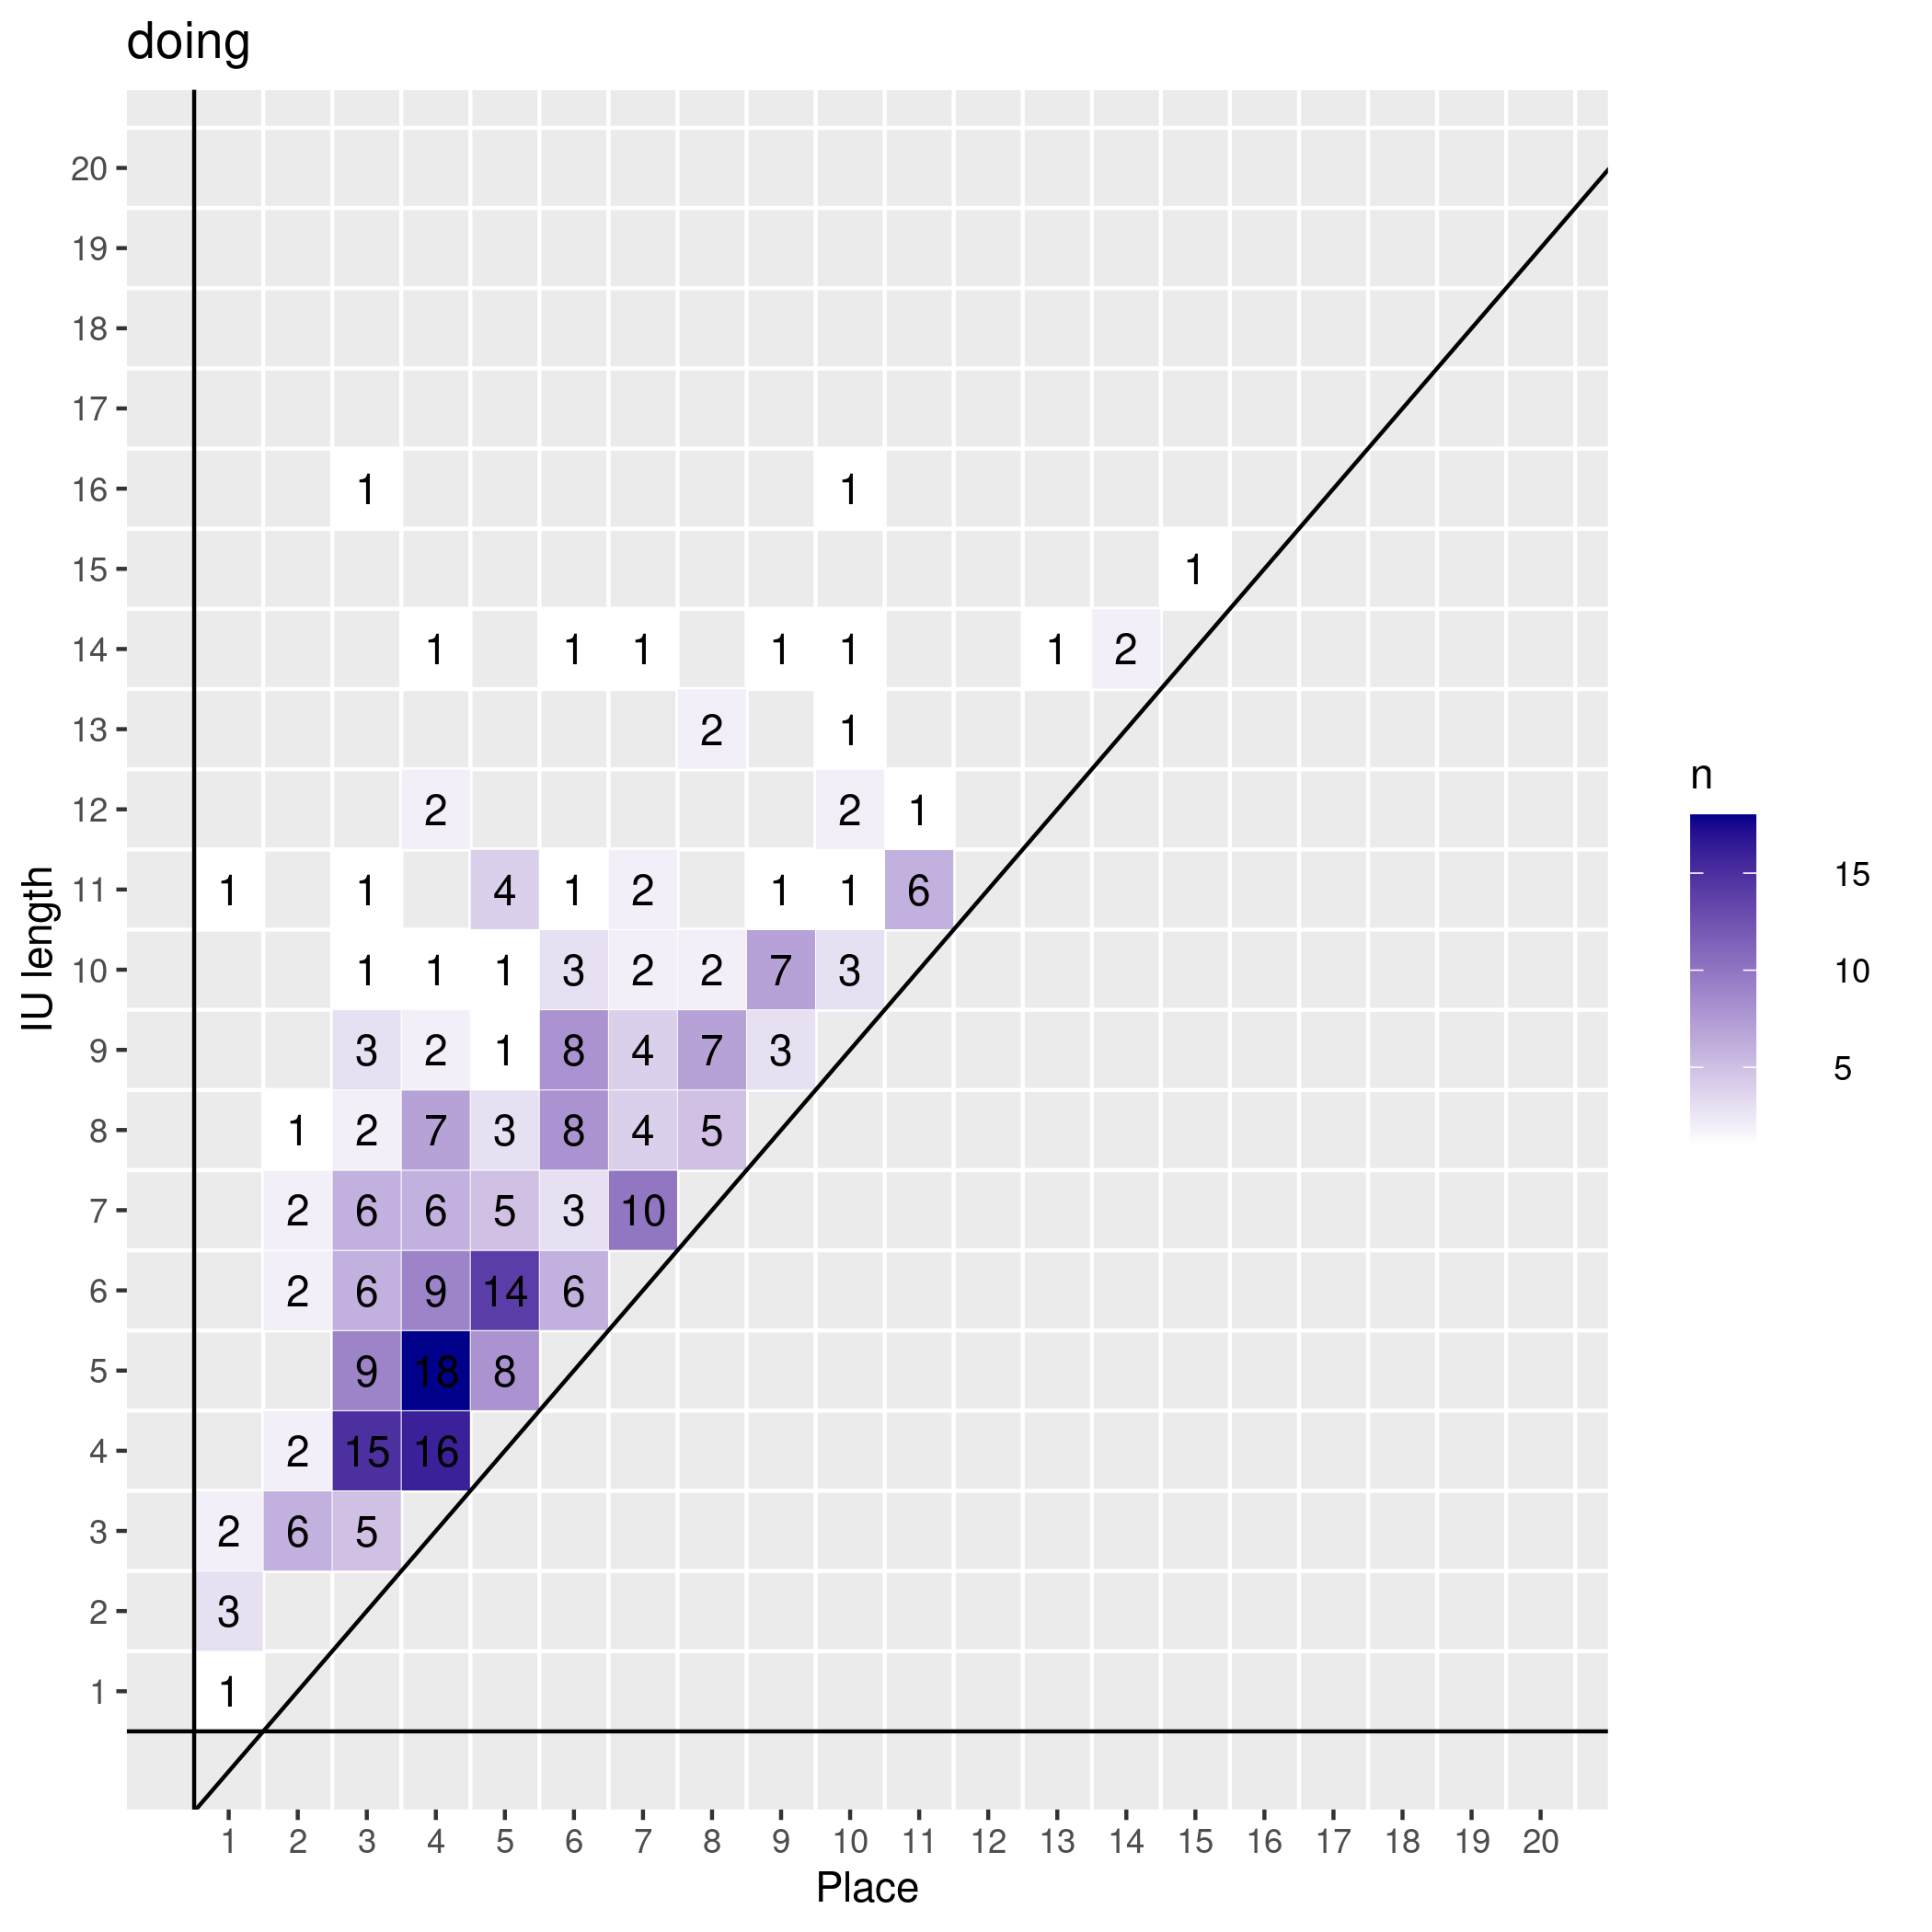 doing
20
19
18
17
16 1 1
15 1
14 1 1 1 1 1 1 2
13 2 1
12 2 2 1
11 1 1 4 1 2 1 1 6
10 1 1 1 3 2 2 7 3
9 3 2 1 8 4 7 3
8 1 2 7 3 8 4 5
7 2 6 6 5 3 10
6 2 6 9 14 6
5 9 18 8
4 2 15 16
3 2 6 5
2 3
1 1
1 2 3 4 5 6 7 8 9 10 11 12 13 14 15 16 17 18 19 20
Place
IU length
n
15
10
5